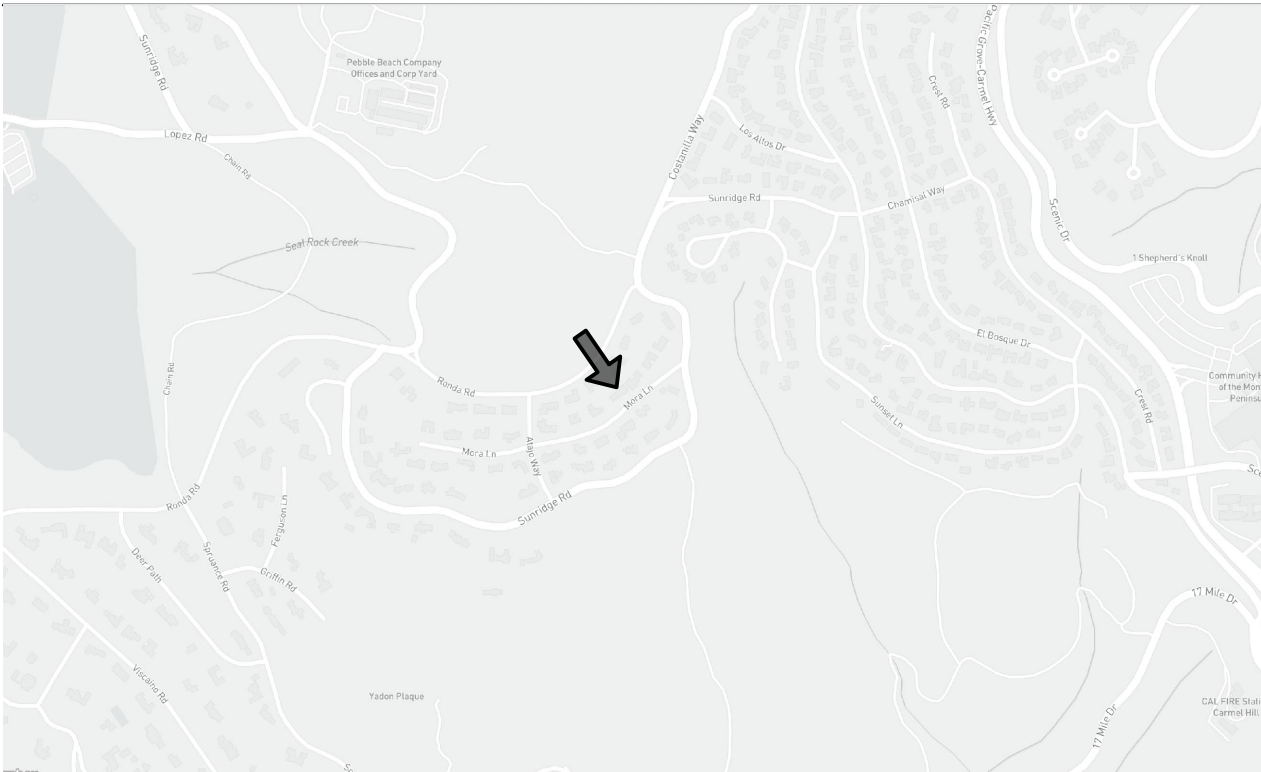 Sunridge Rd
Pebble Beach Company
Offices and Corp Yard
Lopez Rd
Chain Rd
Seal Rock Creek
Costanilla Way
Los Altos Dr
Crest Rd
Pacific Grove-Carmel Hwy
Sunridge Rd
Chamisal Way
Scenic Dr
1 Shepherd's Knoll
El Bosque Dr
Chain Rd
Ronda Rd
Mora Ln
Community H
of the Mon
Peninsu
Crest Rd
Sunset Ln
Mora Ln
Atajo Way
Sunridge Rd
Ronda Rd
Ferguson Ln
Deer Path
Spruance Rd
Griffin Rd
17 Mile Dr
Viscaino Rd
Yadon Plaque
CAL FIRE Stati
Carmel Hill
17 Mile Dr